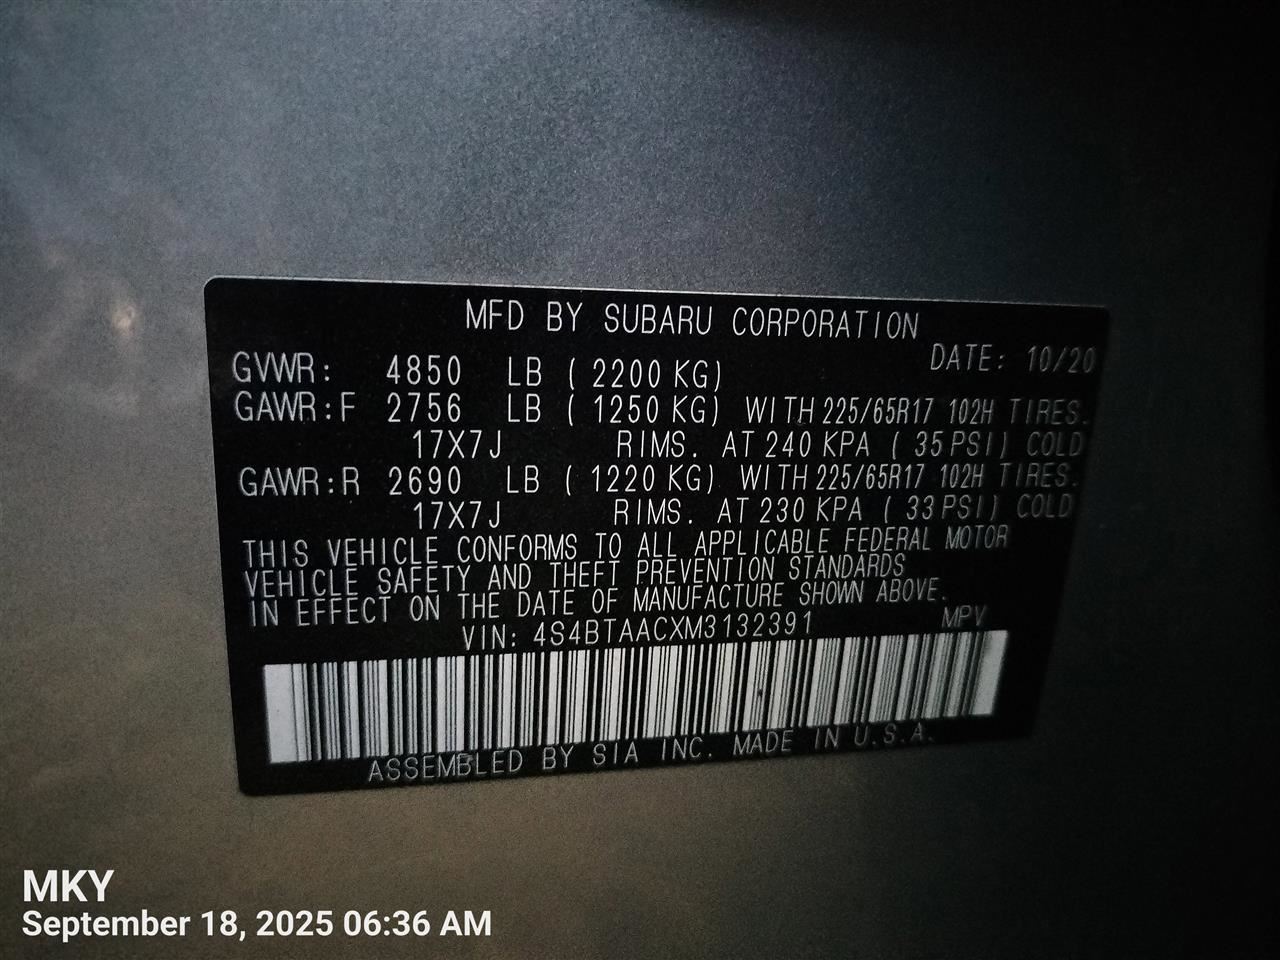 MFD BY SUBARU CORPORATION
DATE: 10/20
GVWR: 4850 LB ( 2200 KG)
GAWR:F 2756 LB ( 1250 KG) WITH 225/65R17 102H TIRES.
17X7J RIMS. AT 240 KPA ( 35 PSI) COLD
GAWR:R 2690 LB ( 1220 KG) WITH 225/65R17 102H TIRES.
17X7J RIMS. AT 230 KPA ( 33 PSI) COLD
THIS VEHICLE CONFORMS TO ALL APPLICABLE FEDERAL MOTOR
VEHICLE SAFETY AND THEFT PREVENTION STANDARDS
IN EFFECT ON THE DATE OF MANUFACTURE SHOWN ABOVE.
VIN: 4S4BTAACXM3132391 MPV
ASSEMBLED BY SIA INC. MADE IN U.S.A.
MKY
September 18, 2025 06:36 AM